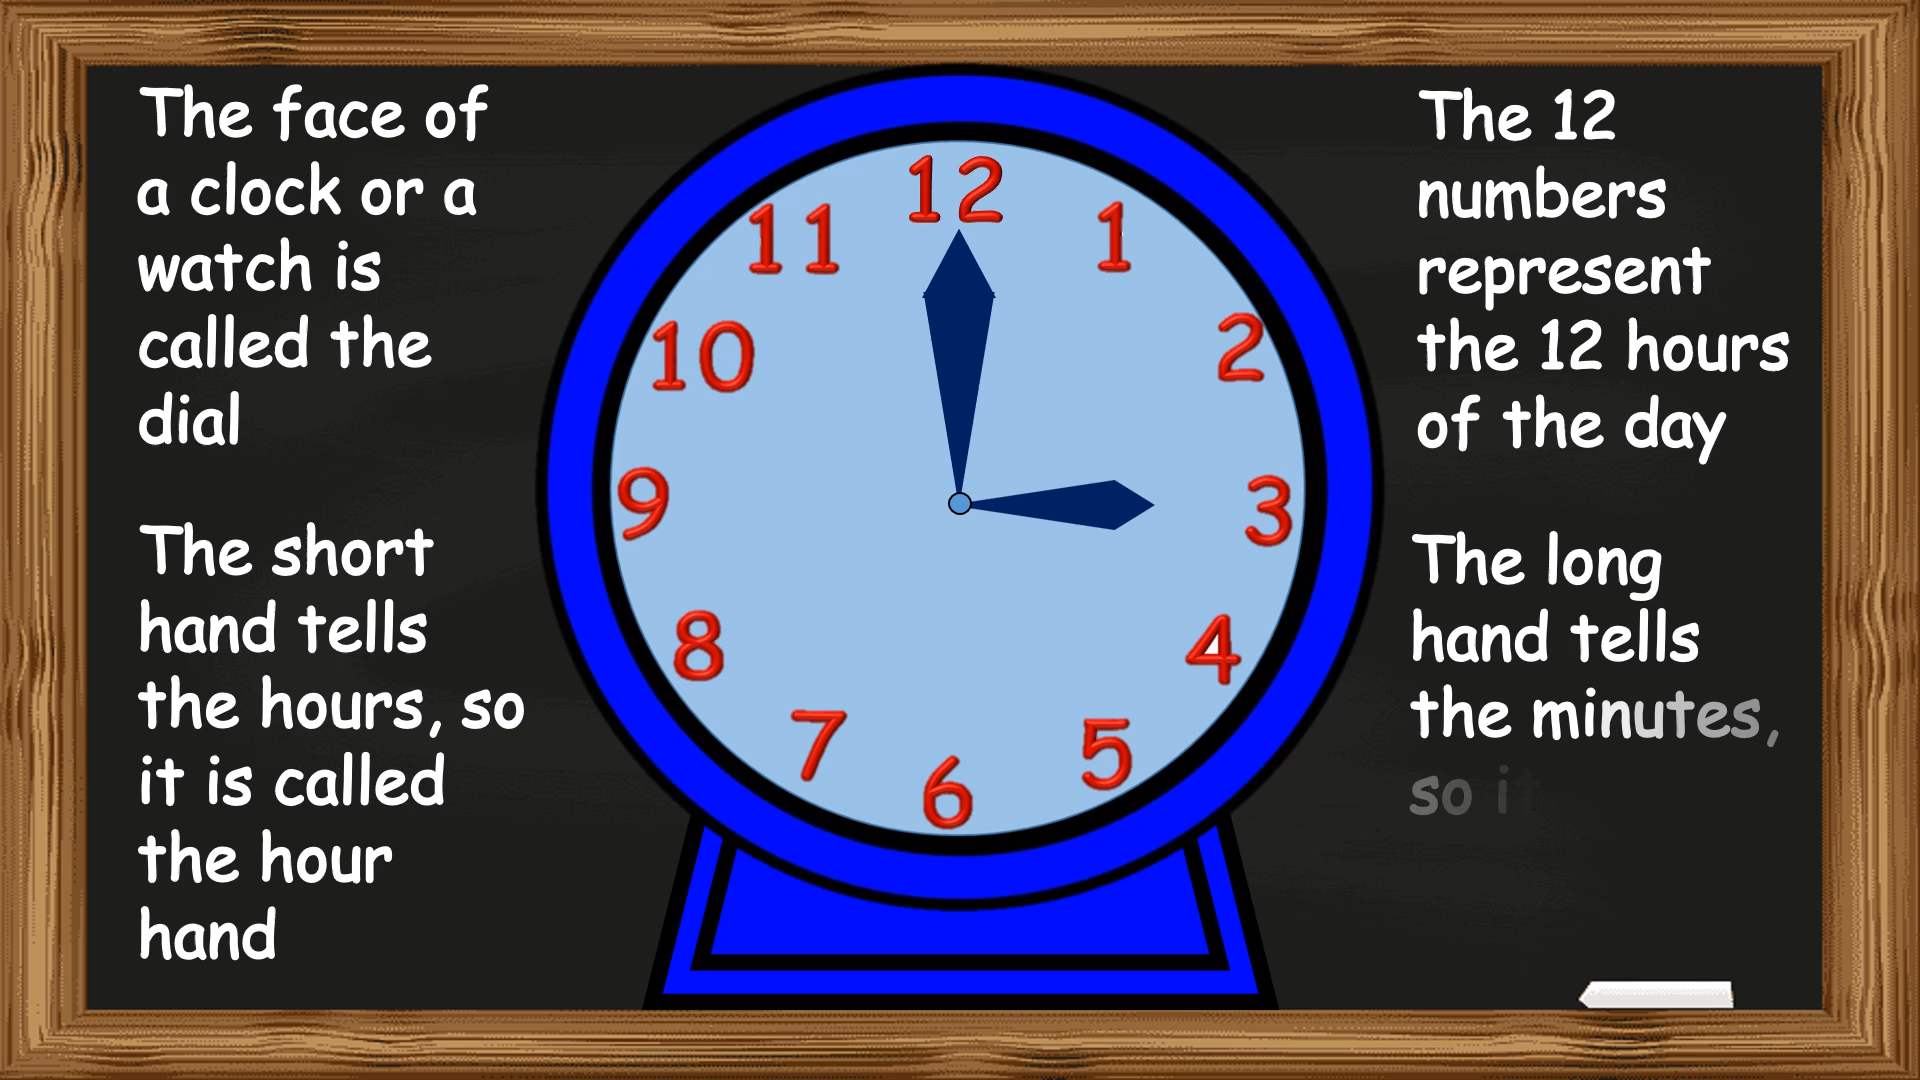 The face of
a clock or a
watch is
called the
dial
The short
hand tells
the hours, so
it is called
the hour
hand
12
11
1
10
2
9
3
8
4
7
5
6
The 12
numbers
represent
the 12 hours
of the day
The long
hand tells
the minutes,
so it